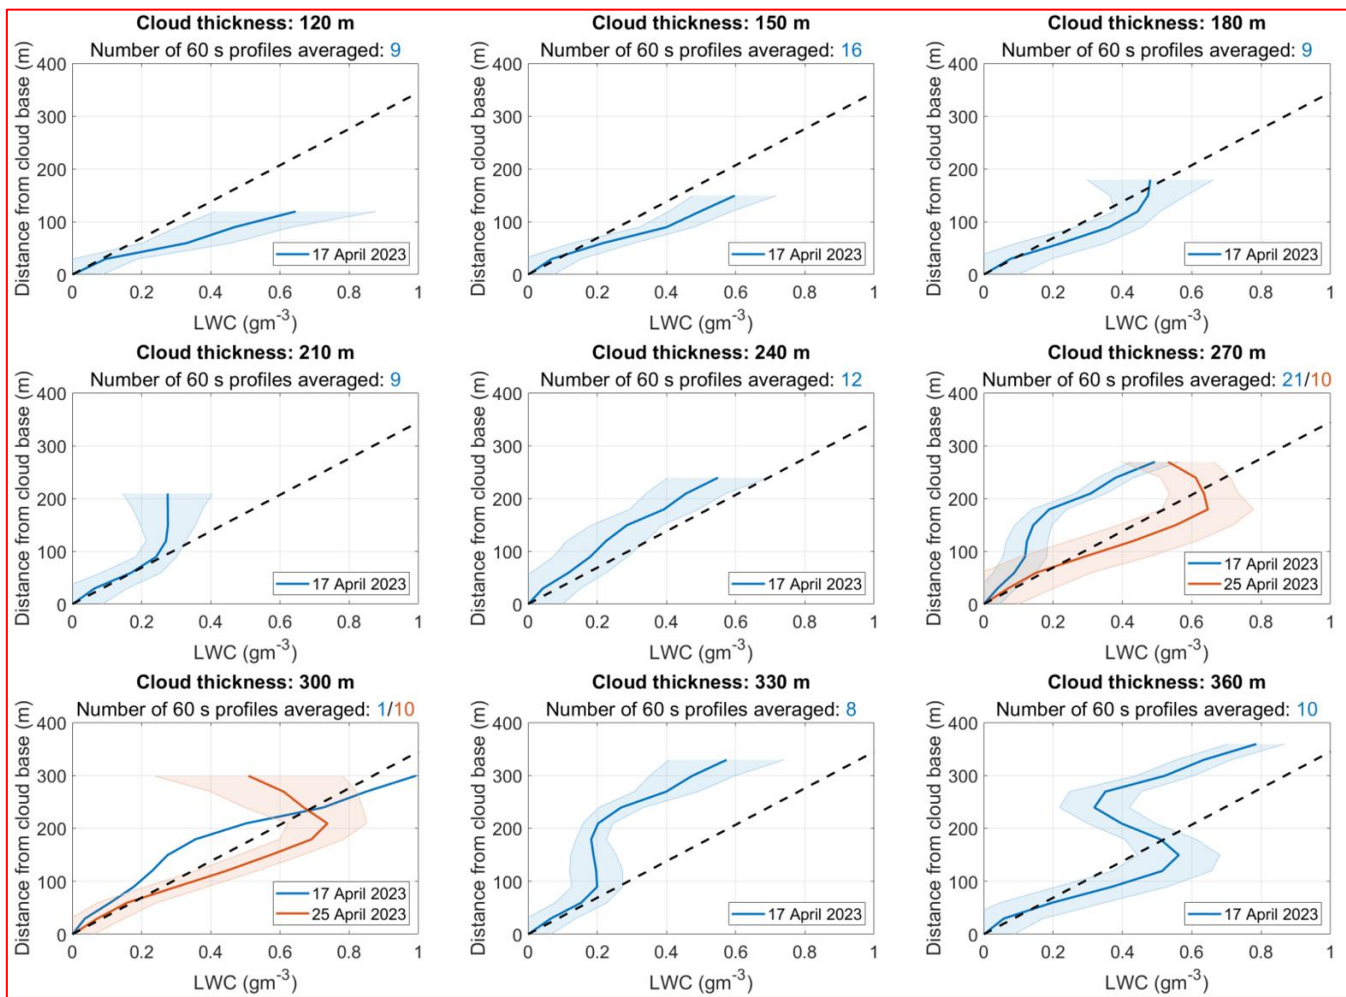 Cloud thickness: 120 m
Number of 60 s profiles averaged: 9
Distance from cloud base (m)
400
300
200
100
0
0 0.2 0.4 0.6 0.8 1
LWC (gm⁻³)
17 April 2023
Cloud thickness: 150 m
Number of 60 s profiles averaged: 16
Distance from cloud base (m)
400
300
200
100
0
0 0.2 0.4 0.6 0.8 1
LWC (gm⁻³)
17 April 2023
Cloud thickness: 180 m
Number of 60 s profiles averaged: 9
Distance from cloud base (m)
400
300
200
100
0
0 0.2 0.4 0.6 0.8 1
LWC (gm⁻³)
17 April 2023
Cloud thickness: 210 m
Number of 60 s profiles averaged: 9
Distance from cloud base (m)
400
300
200
100
0
0 0.2 0.4 0.6 0.8 1
LWC (gm⁻³)
17 April 2023
Cloud thickness: 240 m
Number of 60 s profiles averaged: 12
Distance from cloud base (m)
400
300
200
100
0
0 0.2 0.4 0.6 0.8 1
LWC (gm⁻³)
17 April 2023
Cloud thickness: 270 m
Number of 60 s profiles averaged: 21/10
Distance from cloud base (m)
400
300
200
100
0
0 0.2 0.4 0.6 0.8 1
LWC (gm⁻³)
17 April 2023
25 April 2023
Cloud thickness: 300 m
Number of 60 s profiles averaged: 1/10
Distance from cloud base (m)
400
300
200
100
0
0 0.2 0.4 0.6 0.8 1
LWC (gm⁻³)
17 April 2023
25 April 2023
Cloud thickness: 330 m
Number of 60 s profiles averaged: 8
Distance from cloud base (m)
400
300
200
100
0
0 0.2 0.4 0.6 0.8 1
LWC (gm⁻³)
17 April 2023
Cloud thickness: 360 m
Number of 60 s profiles averaged: 10
Distance from cloud base (m)
400
300
200
100
0
0 0.2 0.4 0.6 0.8 1
LWC (gm⁻³)
17 April 2023